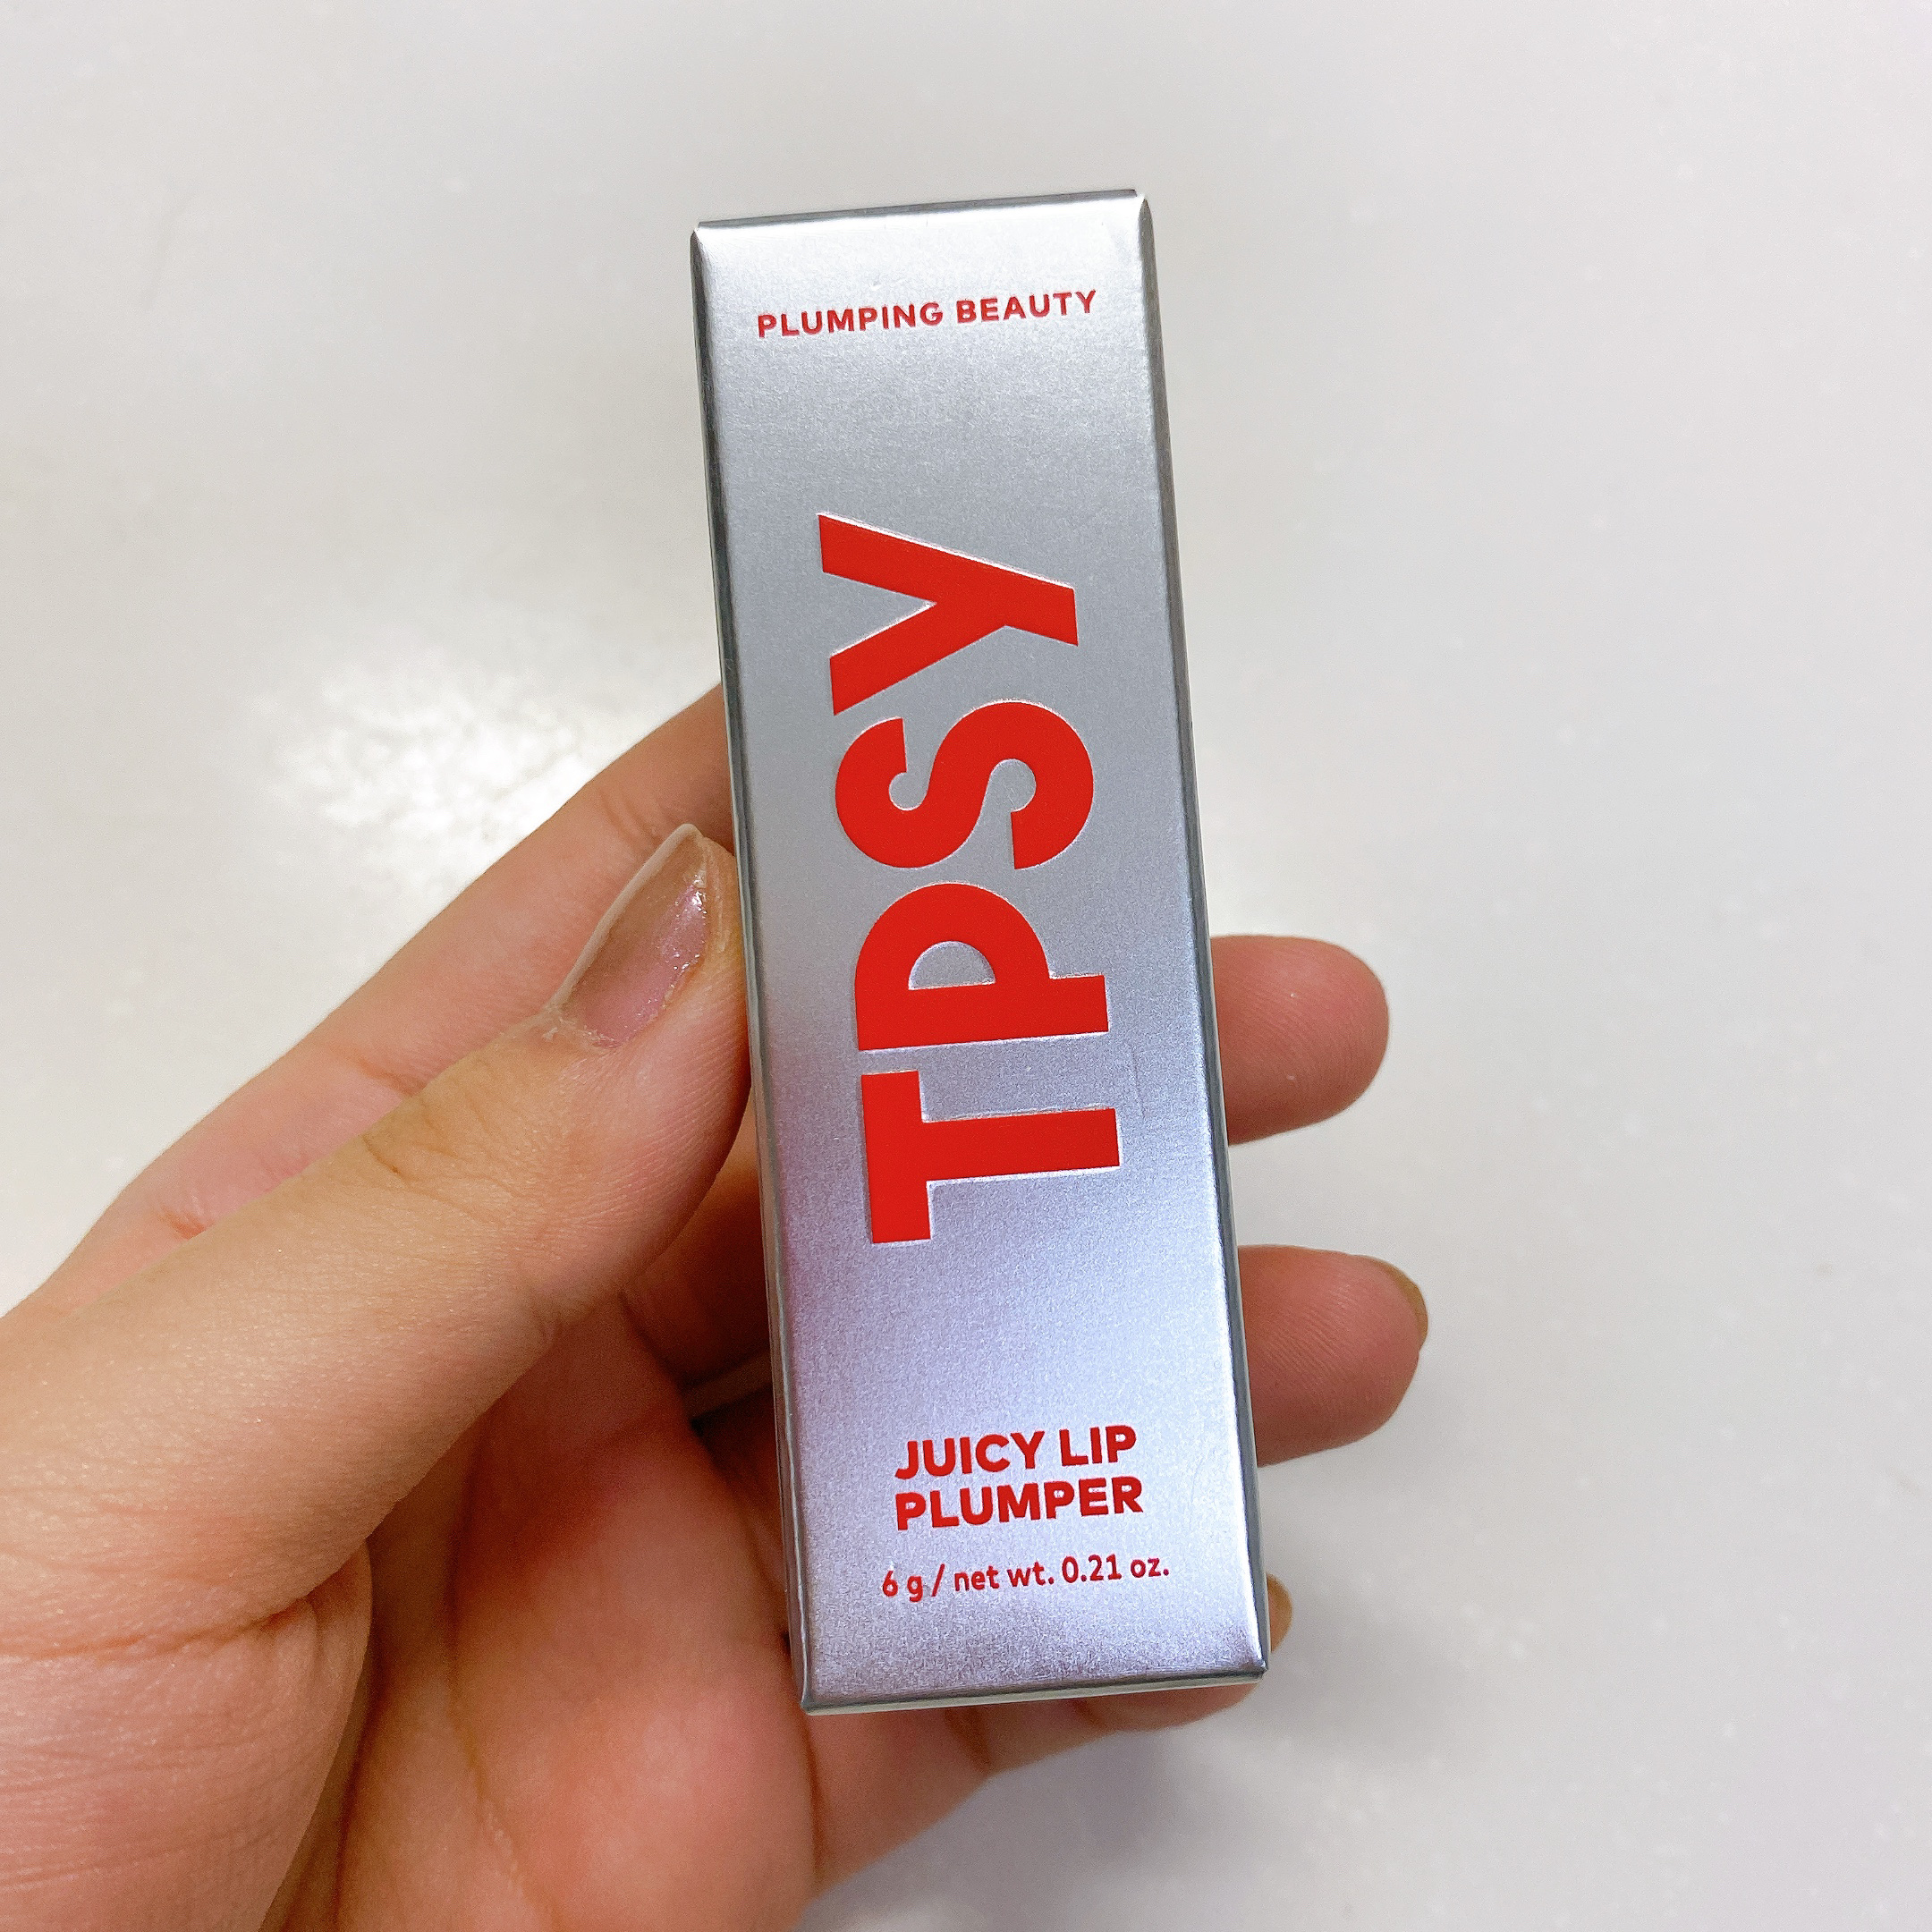 PLUMPING BEAUTY
TPSY
JUICY LIP
PLUMPER
6 g / net wt. 0.21 oz.